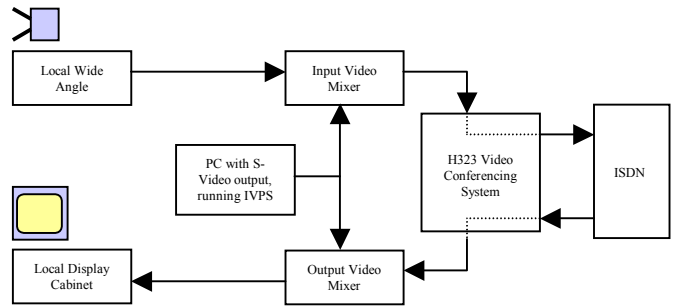 Local Wide
Angle
Input Video
Mixer
PC with S-
Video output,
running IVPS
H323 Video
Conferencing
System
ISDN
Local Display
Cabinet
Output Video
Mixer